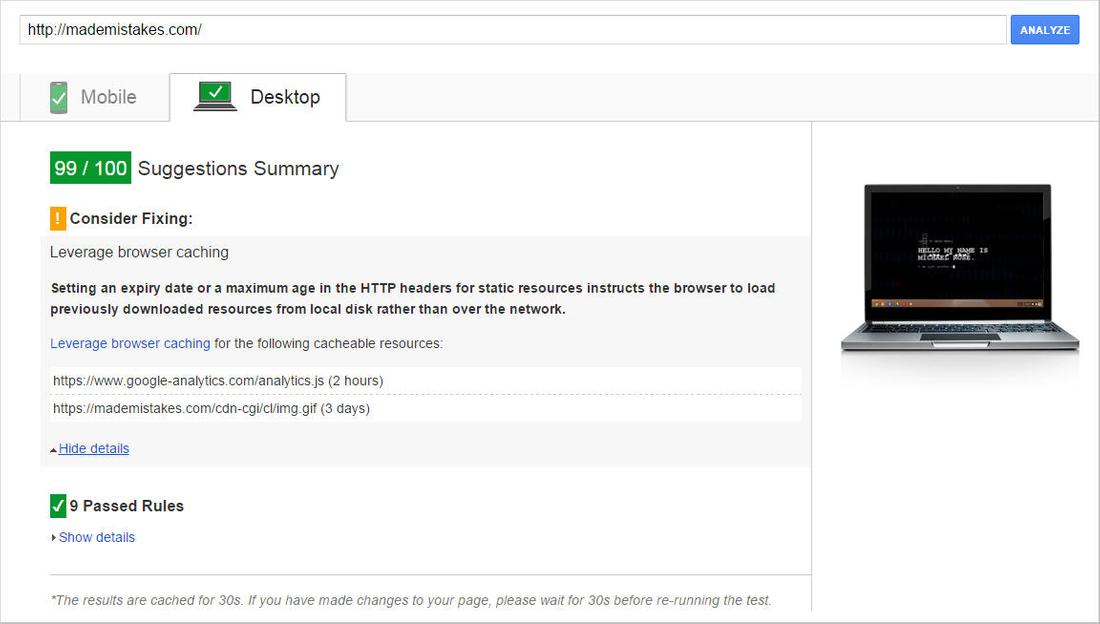 http://mademistakes.com/
ANALYZE
Mobile
Desktop
99 / 100 Suggestions Summary
! Consider Fixing:
Leverage browser caching
Setting an expiry date or a maximum age in the HTTP headers for static resources instructs the browser to load
previously downloaded resources from local disk rather than over the network.
Leverage browser caching for the following cacheable resources:
https://www.google-analytics.com/analytics.js (2 hours)
https://mademistakes.com/cdn-cgi/cl/img.gif (3 days)
Hide details
9 Passed Rules
Show details
*The results are cached for 30s. If you have made changes to your page, please wait for 30s before re-running the test.
HELLO MY NAME IS
MICHAEL ROSE.